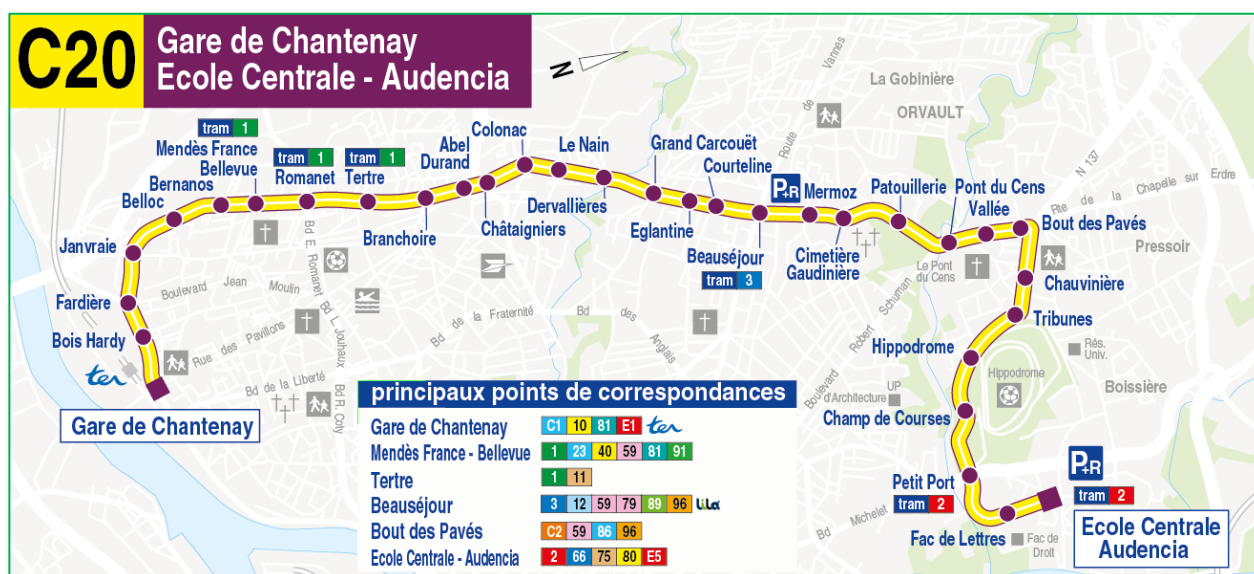 C20
Gare de Chantenay
Ecole Centrale - Audencia
N
Vannes
Route de
La Gobinière
ORVAULT
N 137
Rte de la Chapelle sur Erdre
Pressoir
Boissière
tram 1
Mendès France
Bellevue
tram 1
Romanet
tram 1
Tertre
Bernanos
Belloc
Janvraie
Fardière
Bois Hardy
ter
Gare de Chantenay
Branchoire
Abel
Durand
Châtaigniers
Colonac
Le Nain
Dervallières
Grand Carcouët
Eglantine
Courteline
Beauséjour
tram 3
P+R Mermoz
Cimetière
Gaudinière
Patouillerie
Pont du Cens
Vallée
Bout des Pavés
Chauvinière
Tribunes
Hippodrome
Champ de Courses
Petit Port
tram 2
Fac de Lettres
P+R
tram 2
Ecole Centrale
Audencia
Boulevard Jean Moulin
Rue des Pavillons
Bd de la Liberté
Bd E. Romanet
Bd L. Jouhaux
Bd R. Coty
Bd de la Fraternité
Bd des Anglais
Le Pont
du Cens
Robert Schuman
Boulevard
UP
d'Architecture
Hippodrome
Rés.
Univ.
Bd Michelet
Fac de
Droit
principaux points de correspondances
Gare de Chantenay C1 10 81 E1 ter
Mendès France - Bellevue 1 23 40 59 81 91
Tertre 1 11
Beauséjour 3 12 59 79 89 96 Lila
Bout des Pavés C2 59 86 96
Ecole Centrale - Audencia 2 66 75 80 E5